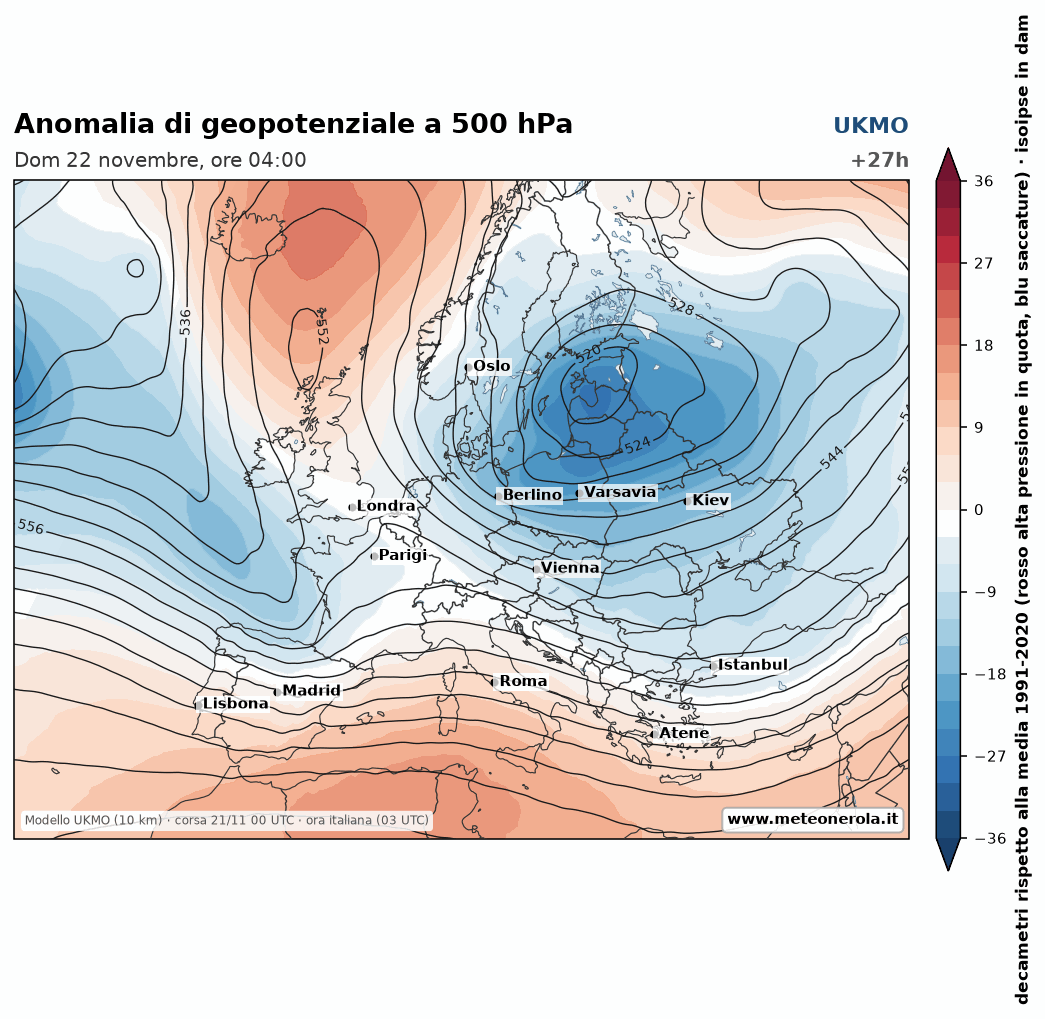 Anomalia di geopotenziale a 500 hPa
UKMO
Dom 22 novembre, ore 04:00
+27h
536
552
528
520
524
544
556
Oslo
Berlino
Varsavia
Kiev
Londra
Parigi
Vienna
Istanbul
Roma
Madrid
Lisbona
Atene
Modello UKMO (10 km) · corsa 21/11 00 UTC · ora italiana (03 UTC)
www.meteonerola.it
36
27
18
9
0
−9
−18
−27
−36
decametri rispetto alla media 1991-2020 (rosso alta pressione in quota, blu saccature) · isoipse in dam